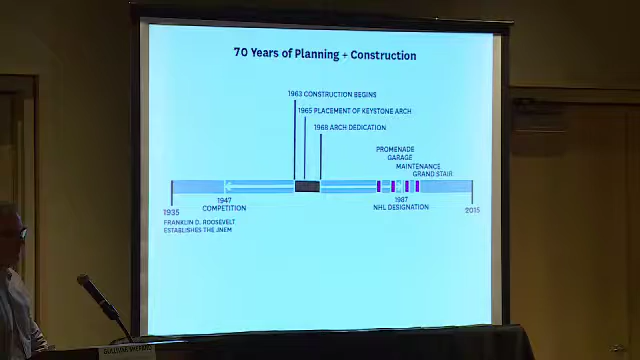 70 Years of Planning + Construction
1963 CONSTRUCTION BEGINS
1965 PLACEMENT OF KEYSTONE ARCH
1968 ARCH DEDICATION
PROMENADE
GARAGE
MAINTENANCE
GRAND STAIR
1935
FRANKLIN D. ROOSEVELT
ESTABLISHES THE JNEM
1947
COMPETITION
1987
NHL DESIGNATION
2015